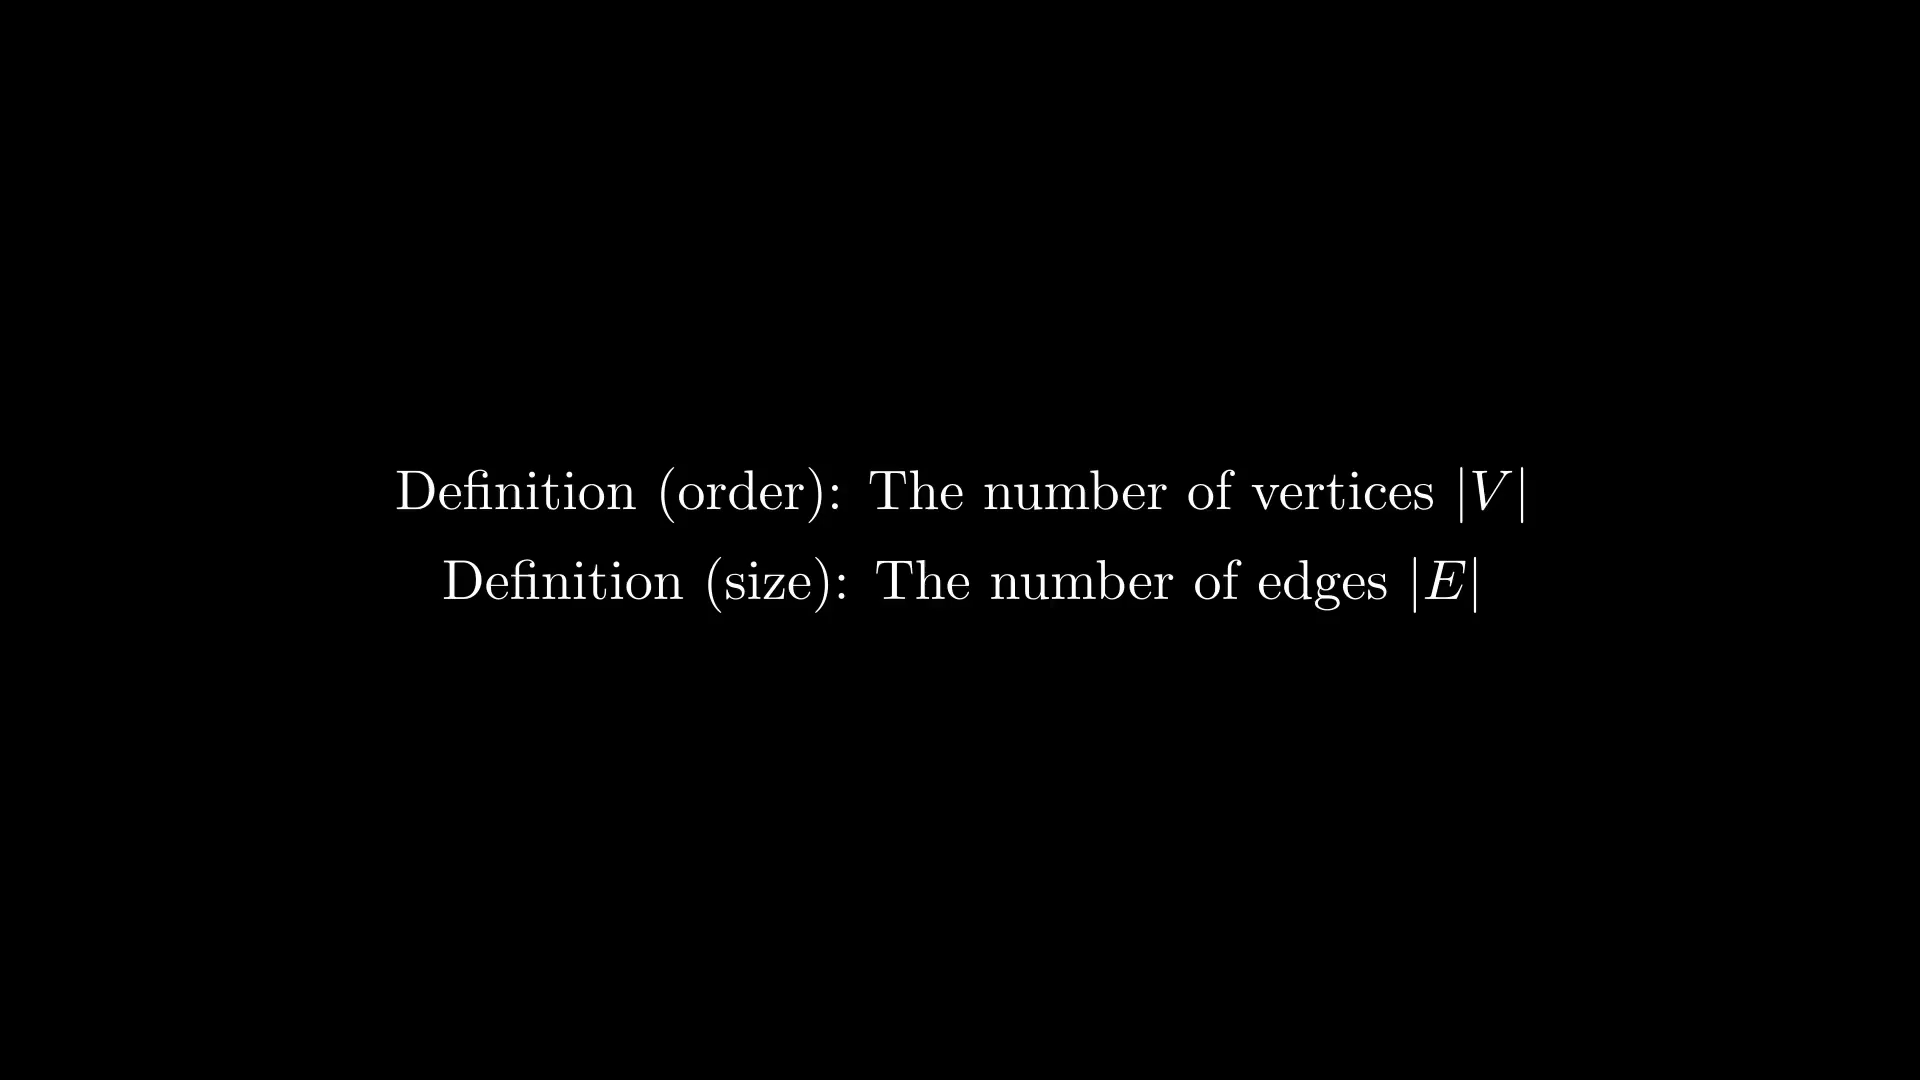 Definition (order): The number of vertices |V|
Definition (size): The number of edges |E|